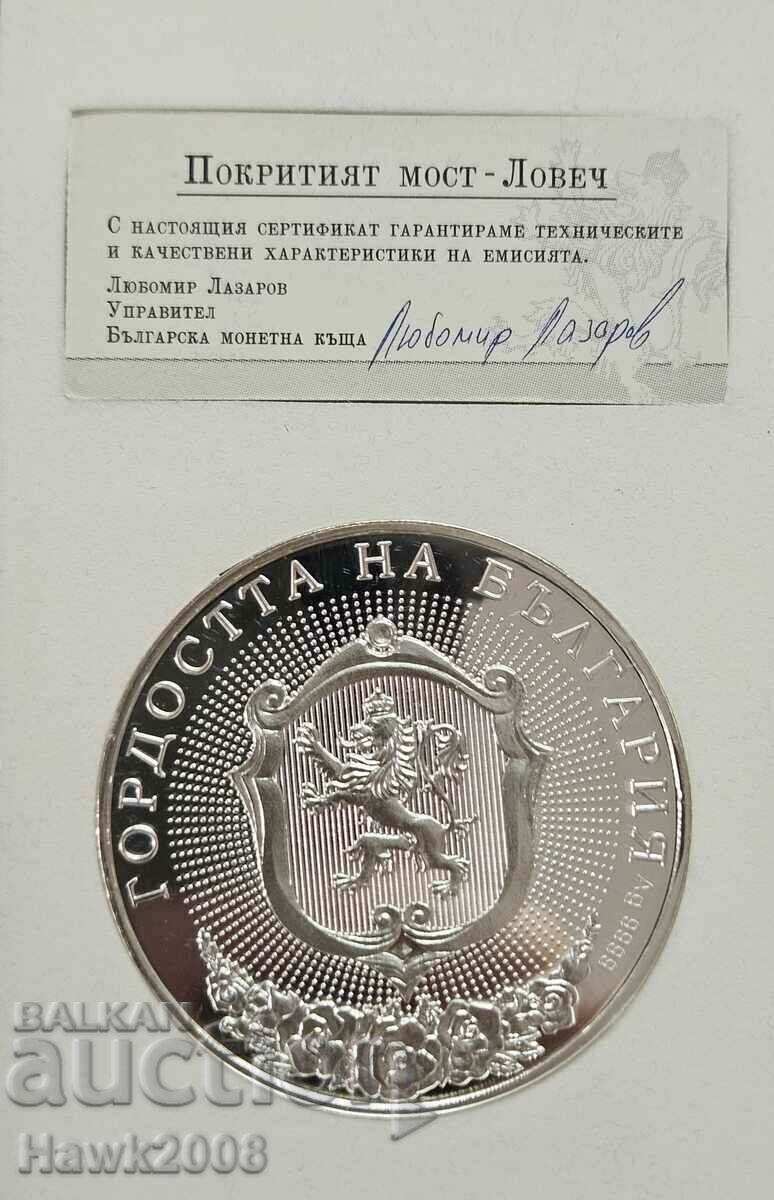 Покритият мост - Ловеч
С настоящия сертификат гарантираме техническите
и качествени характеристики на емисията.
Любомир Лазаров
Управител
Българска монетна къща Любомир Лазаров
ГОРДОСТТА НА БЪЛГАРИЯ
Ag 999
BALKAN
auction
Hawk2008